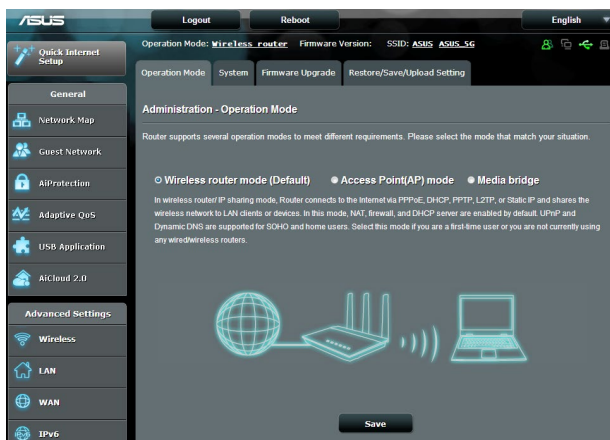 ASUS
Logout
Reboot
English
Quick Internet
Setup
Operation Mode: Wireless router Firmware Version: SSID: ASUS ASUS_5G
Operation Mode
System
Firmware Upgrade
Restore/Save/Upload Setting
General
Network Map
Guest Network
AiProtection
Adaptive QoS
USB Application
AiCloud 2.0
Advanced Settings
Wireless
LAN
WAN
IPv6
Administration - Operation Mode
Router supports several operation modes to meet different requirements. Please select the mode that match your situation.
Wireless router mode (Default) Access Point(AP) mode Media bridge
In wireless router/ IP sharing mode, Router connects to the Internet via PPPoE, DHCP, PPTP, L2TP, or Static IP and shares the
wireless network to LAN clients or devices. In this mode, NAT, firewall, and DHCP server are enabled by default. UPnP and
Dynamic DNS are supported for SOHO and home users. Select this mode if you are a first-time user or you are not currently using
any wired/wireless routers.
Save